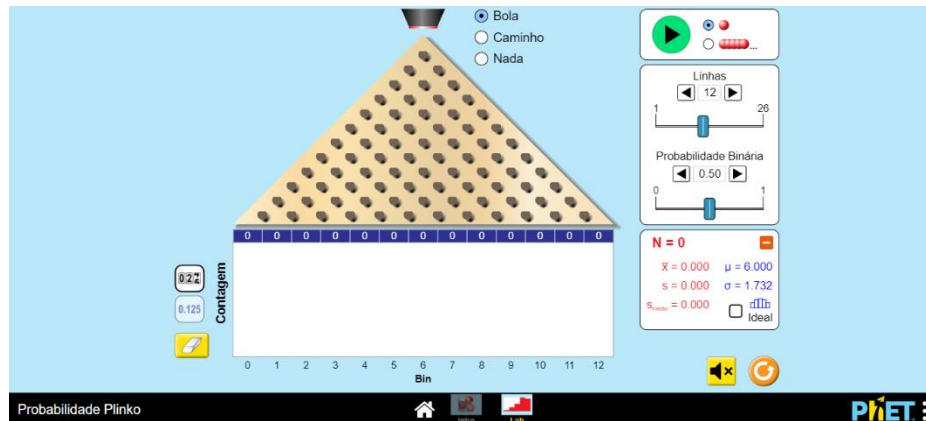 Bola
Caminho
Nada
...
Linhas
12
1 26
Probabilidade Binária
0.50
0 1
0 0 0 0 0 0 0 0 0 0 0 0 0
N = 0
x̅ = 0.000 μ = 6.000
s = 0.000 σ = 1.732
= 0.000
Ideal
0.125
Contagem
0 1 2 3 4 5 6 7 8 9 10 11 12
Bin
Probabilidade Plinko
Lab
PhET